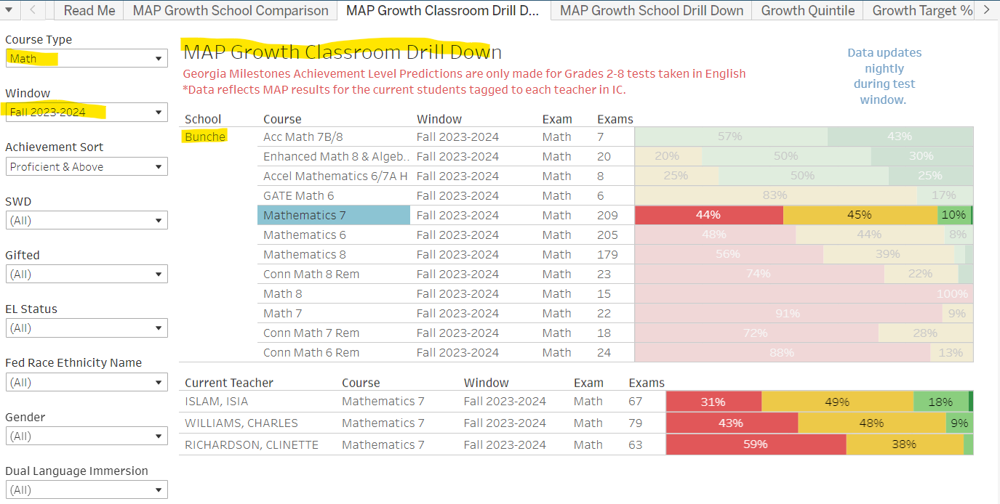 Read Me MAP Growth School Comparison MAP Growth Classroom Drill D... MAP Growth School Drill Down Growth Quintile Growth Target %
Course Type
Math
Window
Fall 2023-2024
Achievement Sort
Proficient & Above
SWD
(All)
Gifted
(All)
EL Status
(All)
Fed Race Ethnicity Name
(All)
Gender
(All)
Dual Language Immersion
(All)
MAP Growth Classroom Drill Down
Georgia Milestones Achievement Level Predictions are only made for Grades 2-8 tests taken in English
*Data reflects MAP results for the current students tagged to each teacher in IC.
Data updates
nightly
during test
window.
School Course Window Exam Exams
Bunche Acc Math 7B/8 Fall 2023-2024 Math 7 57% 43%
Enhanced Math 8 & Algeb.. Fall 2023-2024 Math 20 20% 50% 30%
Accel Mathematics 6/7A H Fall 2023-2024 Math 8 25% 50% 25%
GATE Math 6 Fall 2023-2024 Math 6 83% 17%
Mathematics 7 Fall 2023-2024 Math 209 44% 45% 10%
Mathematics 6 Fall 2023-2024 Math 205 48% 44% 8%
Mathematics 8 Fall 2023-2024 Math 179 56% 39%
Conn Math 8 Rem Fall 2023-2024 Math 23 74% 22%
Math 8 Fall 2023-2024 Math 15 100%
Math 7 Fall 2023-2024 Math 22 91% 9%
Conn Math 7 Rem Fall 2023-2024 Math 18 72% 28%
Conn Math 6 Rem Fall 2023-2024 Math 24 88% 13%
Current Teacher Course Window Exam Exams
ISLAM, ISIA Mathematics 7 Fall 2023-2024 Math 67 31% 49% 18%
WILLIAMS, CHARLES Mathematics 7 Fall 2023-2024 Math 79 43% 48% 9%
RICHARDSON, CLINETTE Mathematics 7 Fall 2023-2024 Math 63 59% 38%